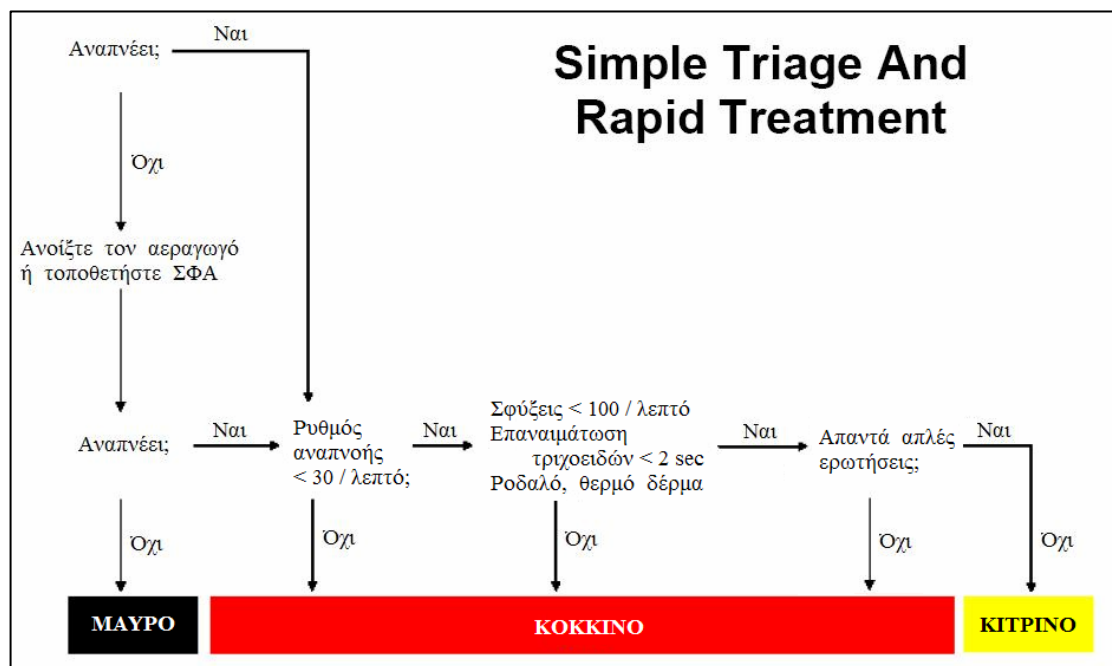 Simple Triage And
Rapid Treatment
Αναπνέει;
Ναι
Όχι
Ανοίξτε τον αεραγωγό
ή τοποθετήστε ΣΦΑ
Αναπνέει;
Ναι
Ρυθμός
αναπνοής
< 30 / λεπτό;
Ναι
Σφύξεις < 100 / λεπτό
Επαναιμάτωση
τριχοειδών < 2 sec
Ροδαλό, θερμό δέρμα
Ναι
Απαντά απλές
ερωτήσεις;
Ναι
Όχι
Όχι
Όχι
Όχι
Όχι
ΜΑΥΡΟ
ΚΟΚΚΙΝΟ
ΚΙΤΡΙΝΟ